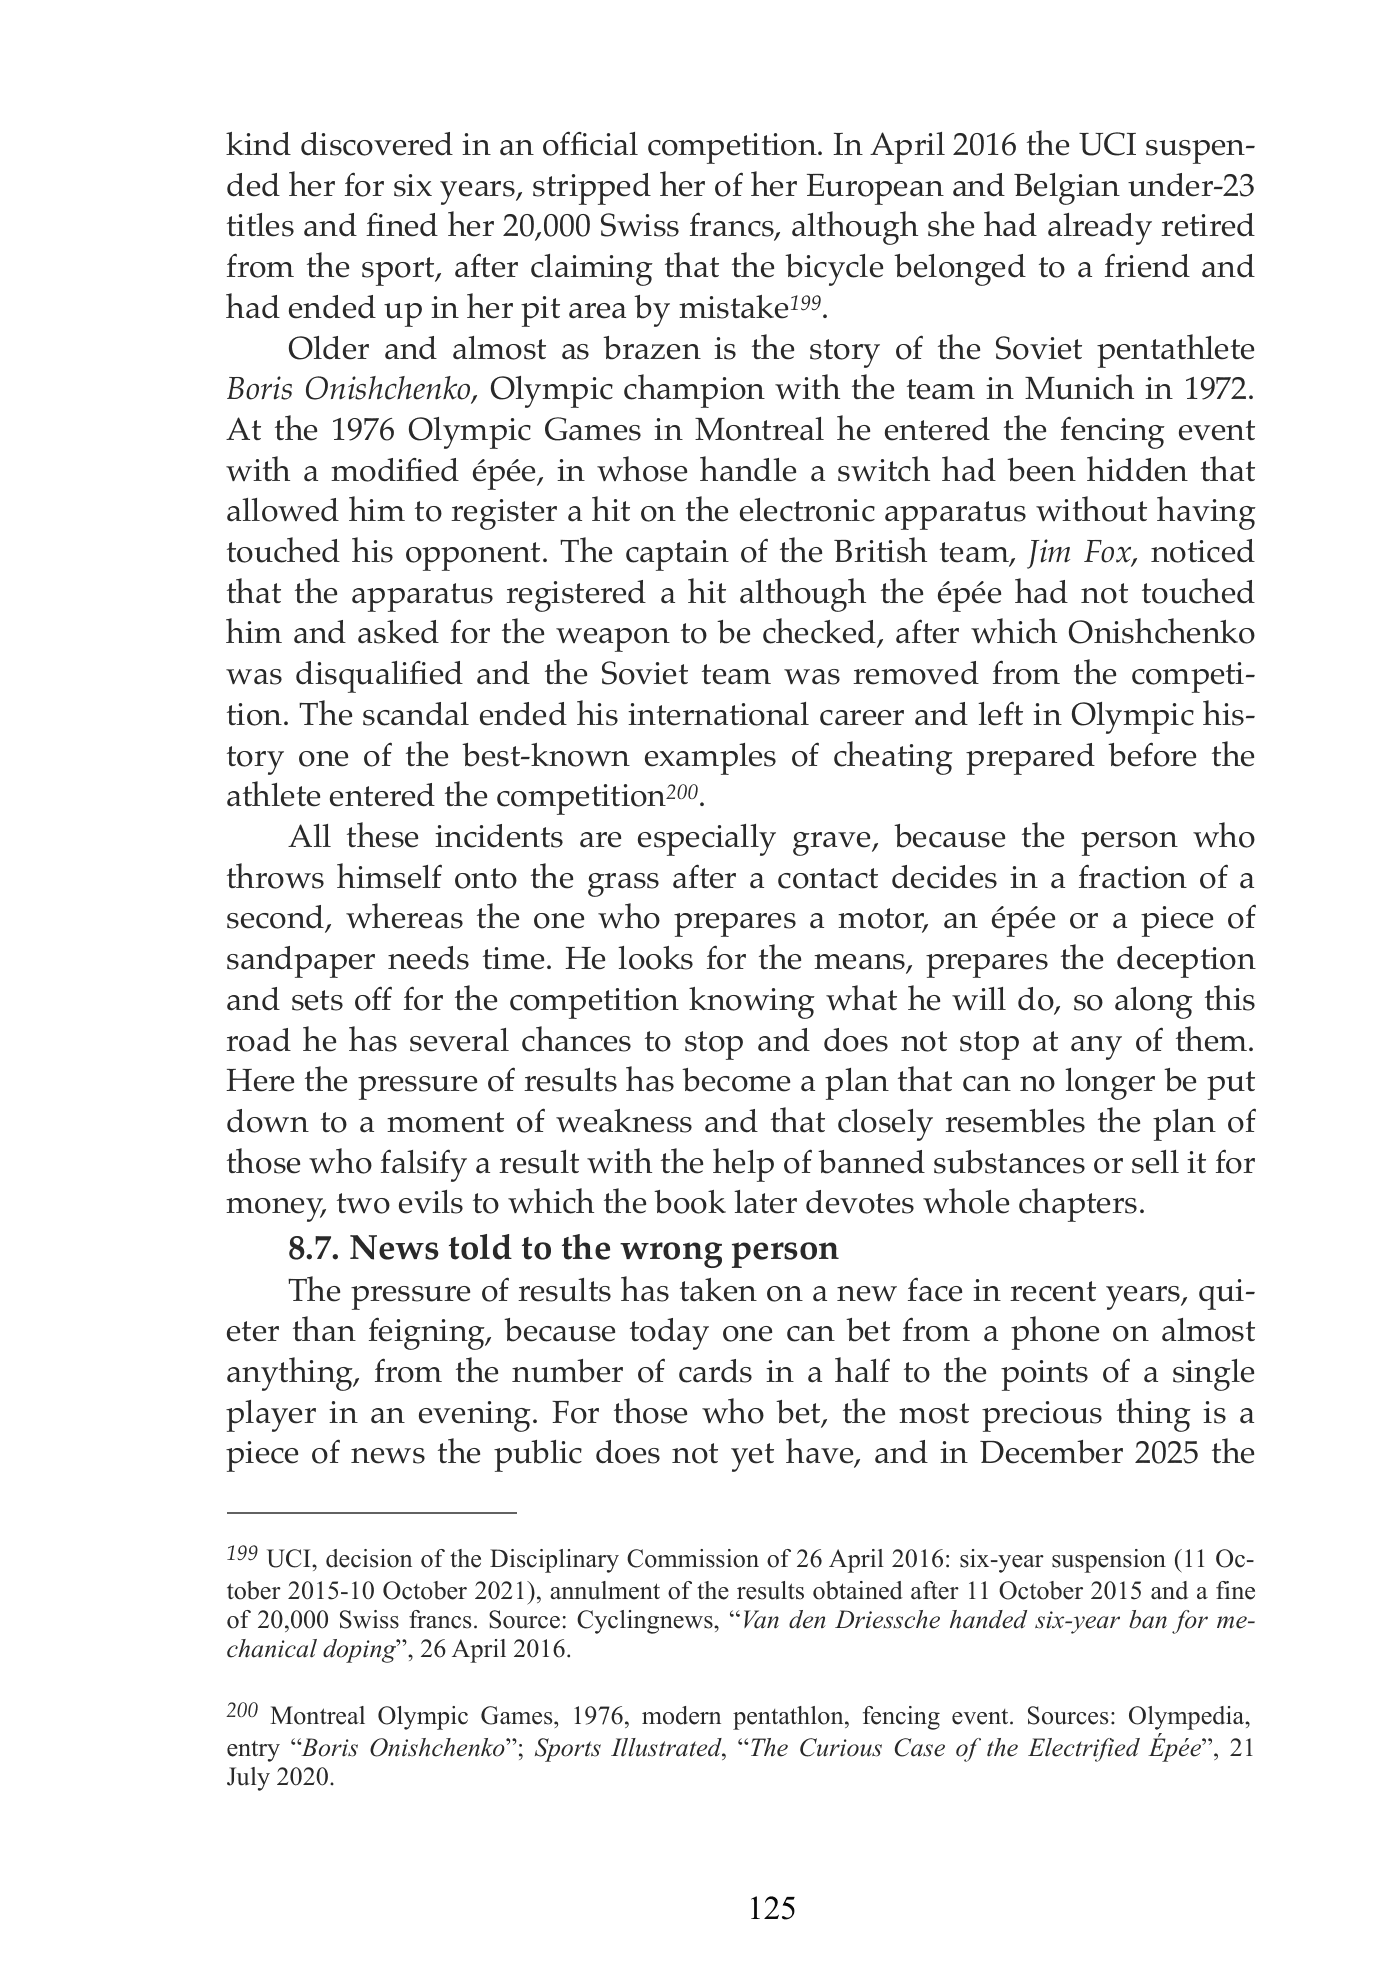 kind discovered in an official competition. In April 2016 the UCI suspen-
ded her for six years, stripped her of her European and Belgian under-23
titles and fined her 20,000 Swiss francs, although she had already retired
from the sport, after claiming that the bicycle belonged to a friend and
had ended up in her pit area by mistake199.
Older and almost as brazen is the story of the Soviet pentathlete
Boris Onishchenko, Olympic champion with the team in Munich in 1972.
At the 1976 Olympic Games in Montreal he entered the fencing event
with a modified épée, in whose handle a switch had been hidden that
allowed him to register a hit on the electronic apparatus without having
touched his opponent. The captain of the British team, Jim Fox, noticed
that the apparatus registered a hit although the épée had not touched
him and asked for the weapon to be checked, after which Onishchenko
was disqualified and the Soviet team was removed from the competi-
tion. The scandal ended his international career and left in Olympic his-
tory one of the best-known examples of cheating prepared before the
athlete entered the competition200.
All these incidents are especially grave, because the person who
throws himself onto the grass after a contact decides in a fraction of a
second, whereas the one who prepares a motor, an épée or a piece of
sandpaper needs time. He looks for the means, prepares the deception
and sets off for the competition knowing what he will do, so along this
road he has several chances to stop and does not stop at any of them.
Here the pressure of results has become a plan that can no longer be put
down to a moment of weakness and that closely resembles the plan of
those who falsify a result with the help of banned substances or sell it for
money, two evils to which the book later devotes whole chapters.
8.7. News told to the wrong person
The pressure of results has taken on a new face in recent years, qui-
eter than feigning, because today one can bet from a phone on almost
anything, from the number of cards in a half to the points of a single
player in an evening. For those who bet, the most precious thing is a
piece of news the public does not yet have, and in December 2025 the
199 UCI, decision of the Disciplinary Commission of 26 April 2016: six-year suspension (11 Oc-
tober 2015-10 October 2021), annulment of the results obtained after 11 October 2015 and a fine
of 20,000 Swiss francs. Source: Cyclingnews, “Van den Driessche handed six-year ban for me-
chanical doping”, 26 April 2016.
200 Montreal Olympic Games, 1976, modern pentathlon, fencing event. Sources: Olympedia,
entry “Boris Onishchenko”; Sports Illustrated, “The Curious Case of the Electrified Épée”, 21
July 2020.
125